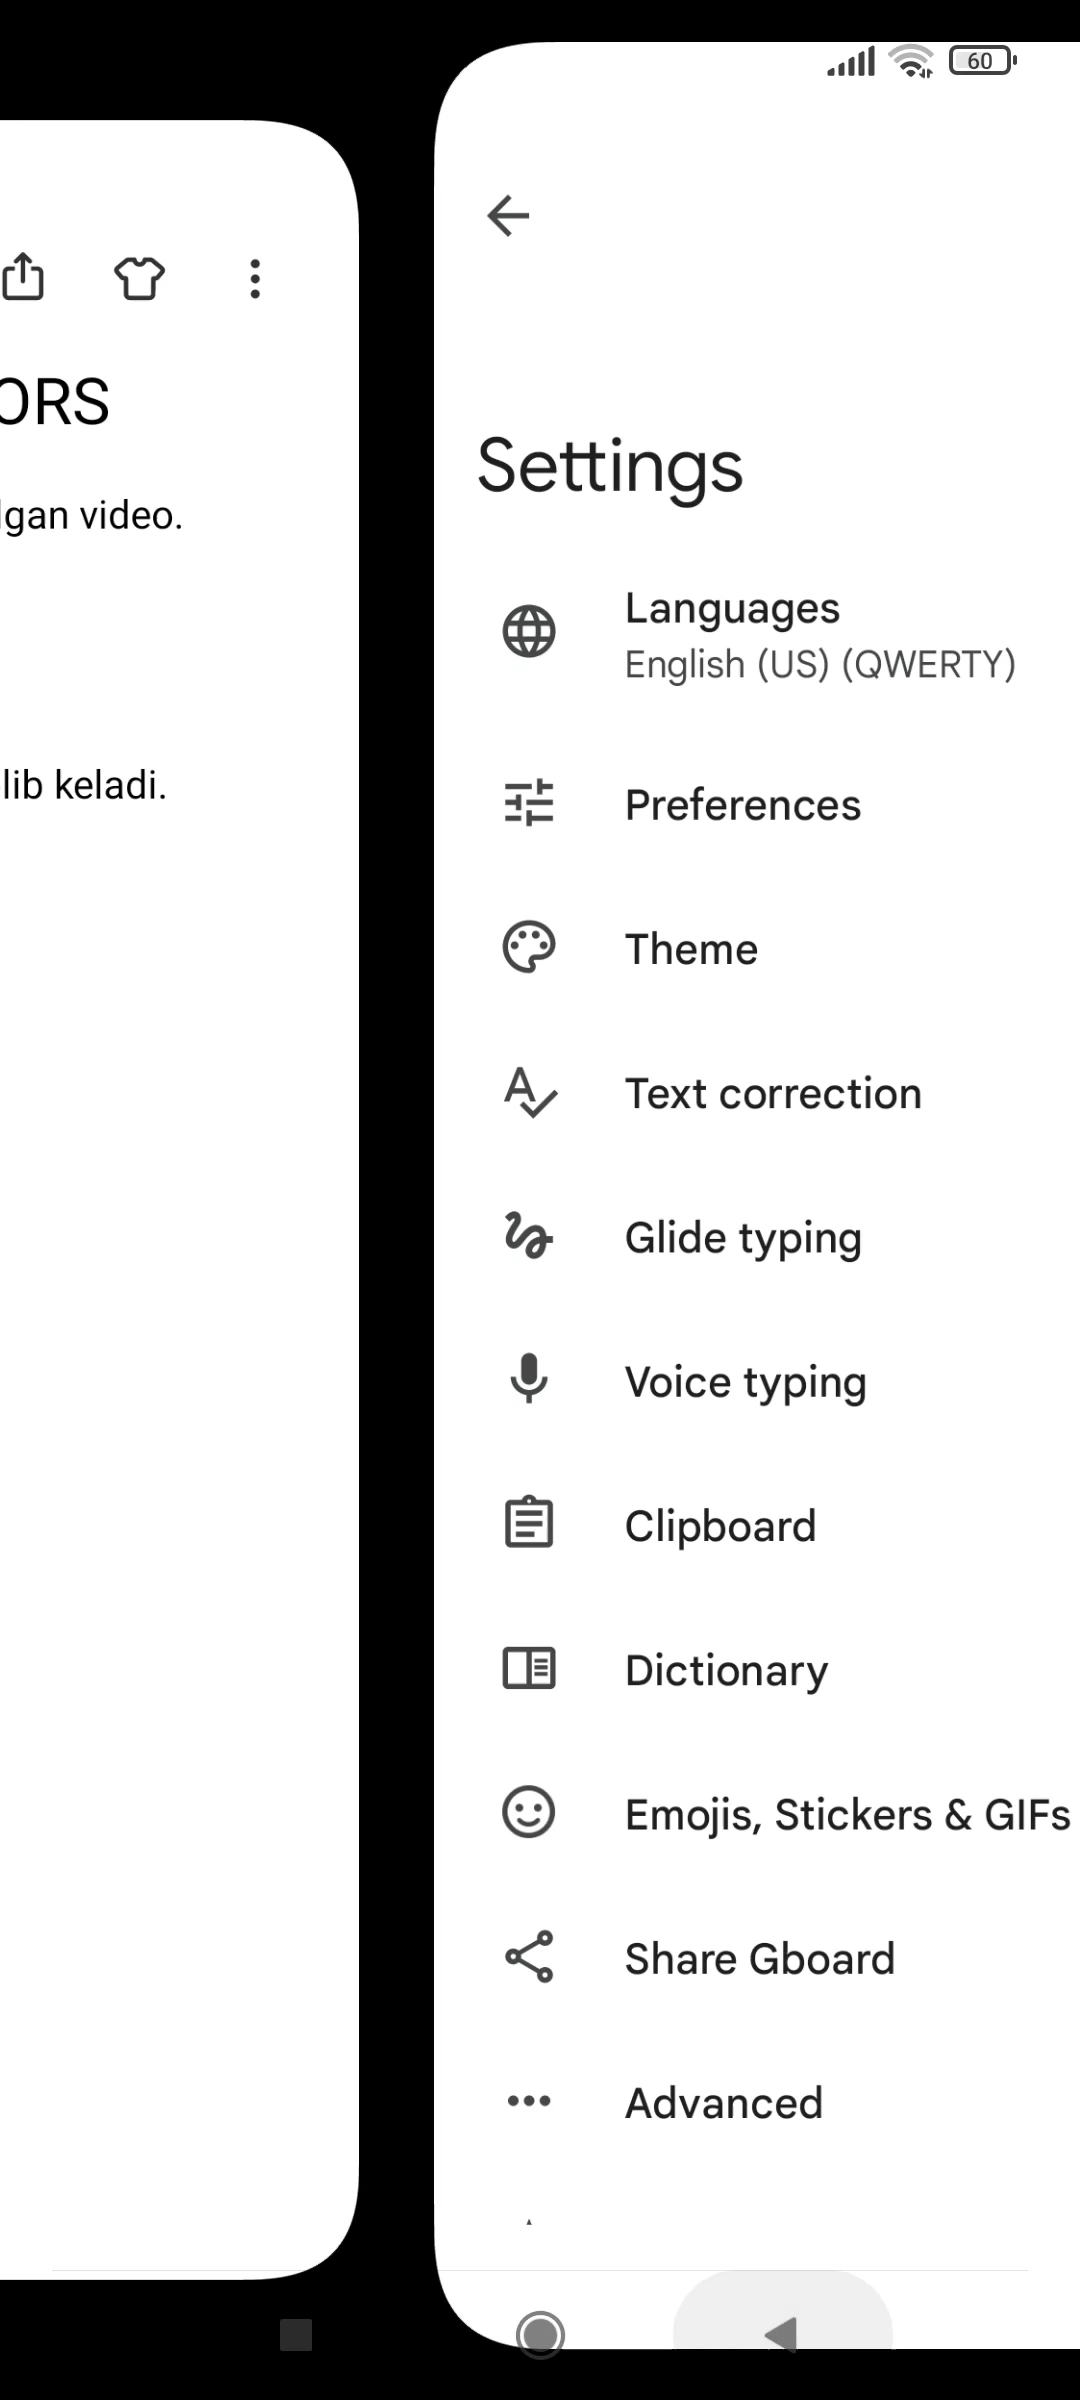 60
ORS
lgan video.
lib keladi.
Settings
Languages
English (US) (QWERTY)
Preferences
Theme
Text correction
Glide typing
Voice typing
Clipboard
Dictionary
Emojis, Stickers & GIFs
Share Gboard
Advanced